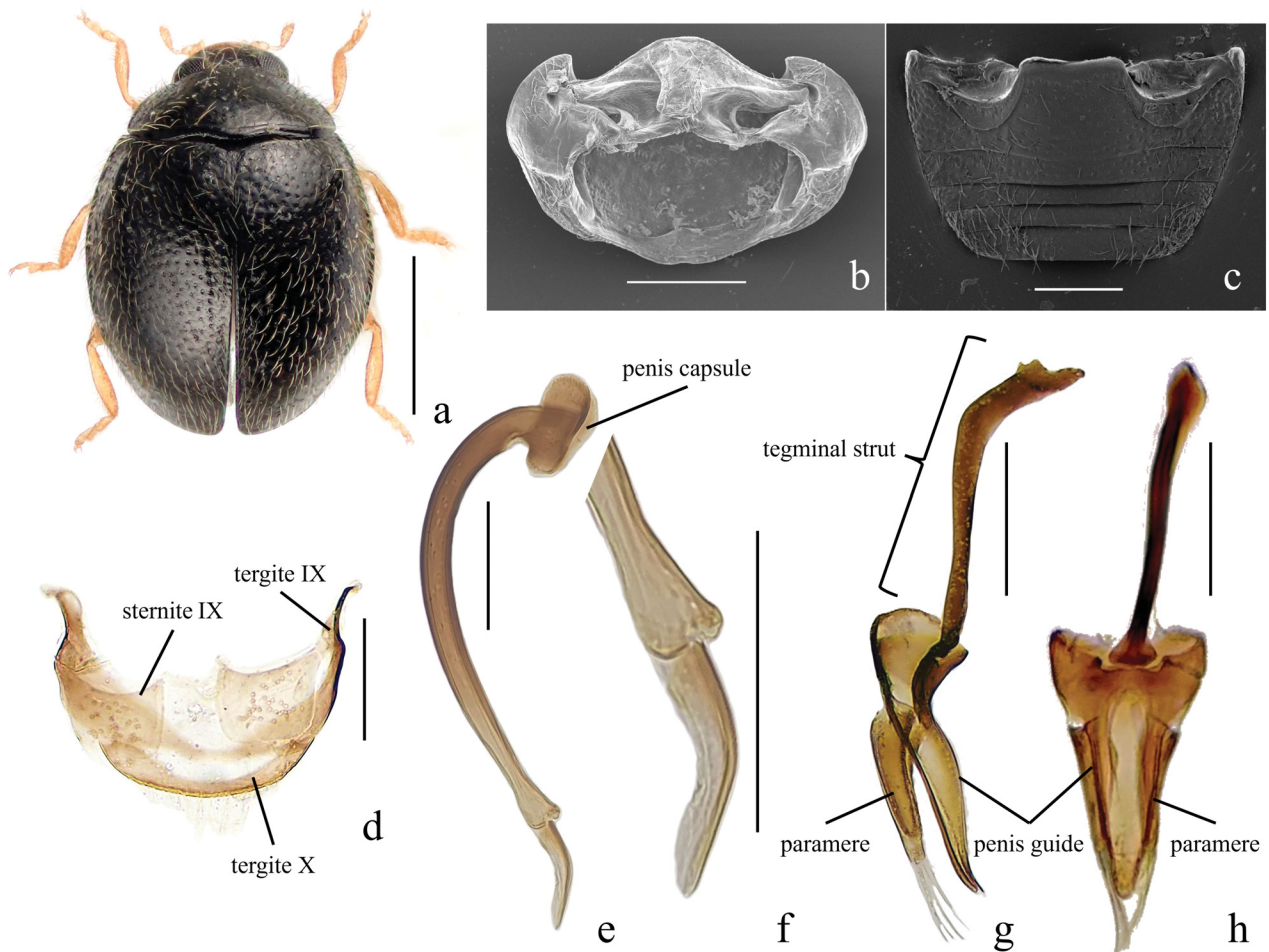 a
b
c
penis capsule
tegminal strut
tergite IX
sternite IX
tergite X
d
paramere
penis guide
paramere
e
f
g
h